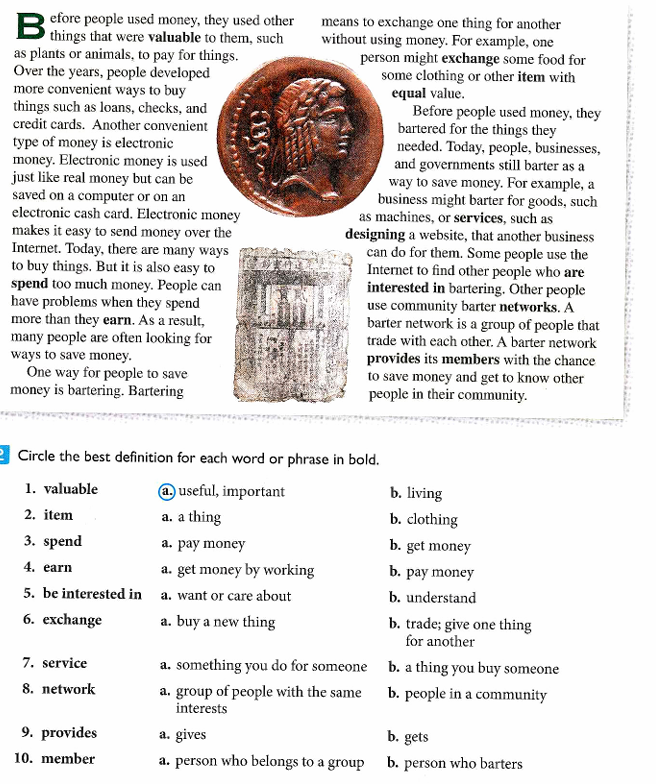 Before people used money, they used other
things that were valuable to them, such
as plants or animals, to pay for things.
Over the years, people developed
more convenient ways to buy
things such as loans, checks, and
credit cards. Another convenient
type of money is electronic
money. Electronic money is used
just like real money but can be
saved on a computer or on an
electronic cash card. Electronic money
makes it easy to send money over the
Internet. Today, there are many ways
to buy things. But it is also easy to
spend too much money. People can
have problems when they spend
more than they earn. As a result,
many people are often looking for
ways to save money.
One way for people to save
money is bartering. Bartering
means to exchange one thing for another
without using money. For example, one
person might exchange some food for
some clothing or other item with
equal value.
Before people used money, they
bartered for the things they
needed. Today, people, businesses,
and governments still barter as a
way to save money. For example, a
business might barter for goods, such
as machines, or services, such as
designing a website, that another business
can do for them. Some people use the
Internet to find other people who are
interested in bartering. Other people
use community barter networks. A
barter network is a group of people that
trade with each other. A barter network
provides its members with the chance
to save money and get to know other
people in their community.
2 Circle the best definition for each word or phrase in bold.
1. valuable a. useful, important b. living
2. item a. a thing b. clothing
3. spend a. pay money b. get money
4. earn a. get money by working b. pay money
5. be interested in a. want or care about b. understand
6. exchange a. buy a new thing b. trade; give one thing
for another
7. service a. something you do for someone b. a thing you buy someone
8. network a. group of people with the same b. people in a community
interests
9. provides a. gives b. gets
10. member a. person who belongs to a group b. person who barters